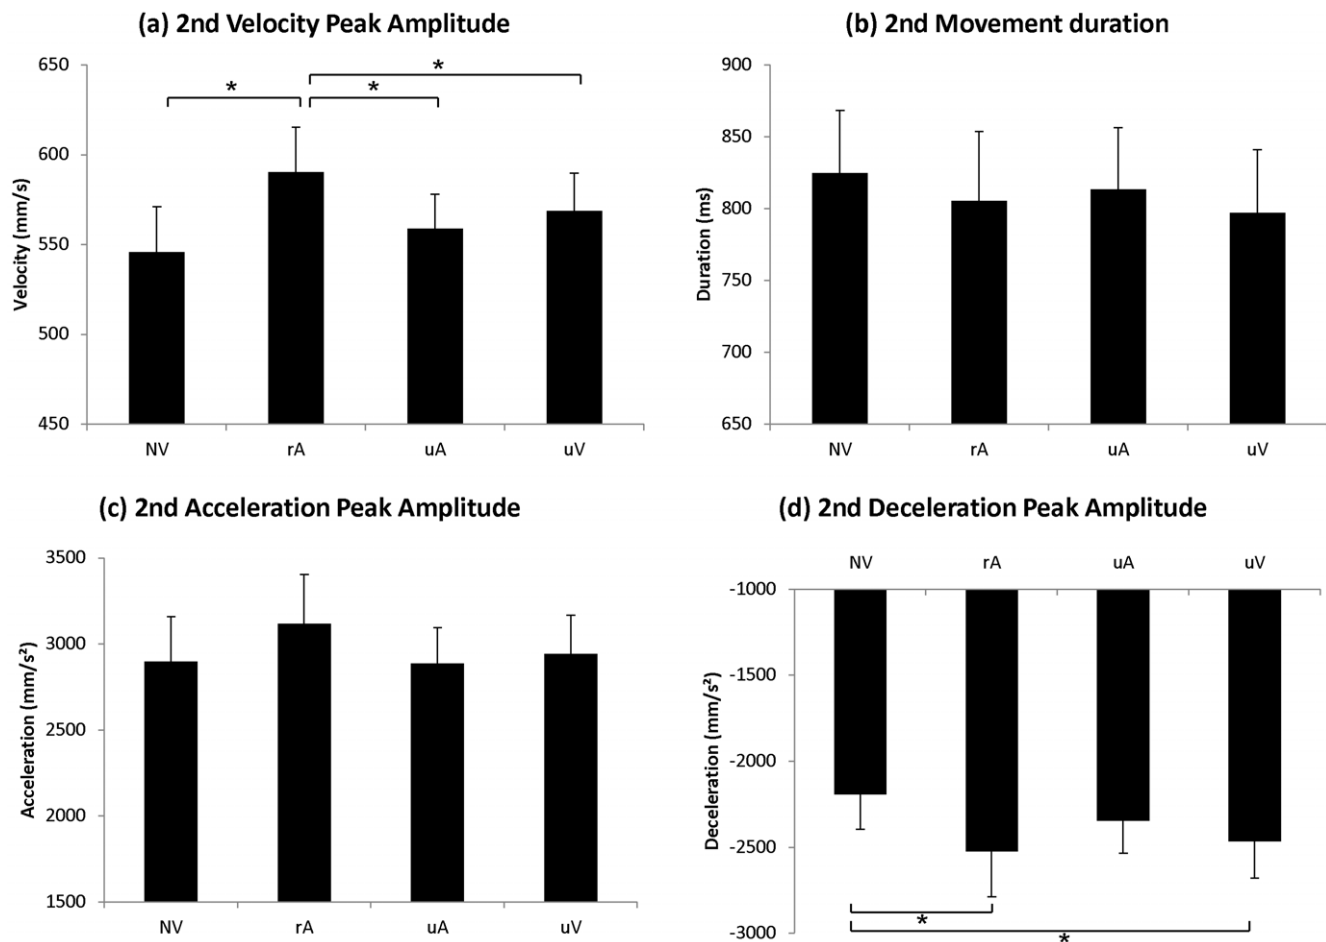 (a) 2nd Velocity Peak Amplitude
650
600
550
500
450
Velocity (mm/s)
*
*
*
NV rA uA uV
(b) 2nd Movement duration
900
850
800
750
700
650
Duration (ms)
NV rA uA uV
(c) 2nd Acceleration Peak Amplitude
3500
3000
2500
2000
1500
Acceleration (mm/s²)
NV rA uA uV
(d) 2nd Deceleration Peak Amplitude
NV rA uA uV
-1000
-1500
-2000
-2500
-3000
Deceleration (mm/s²)
*
*